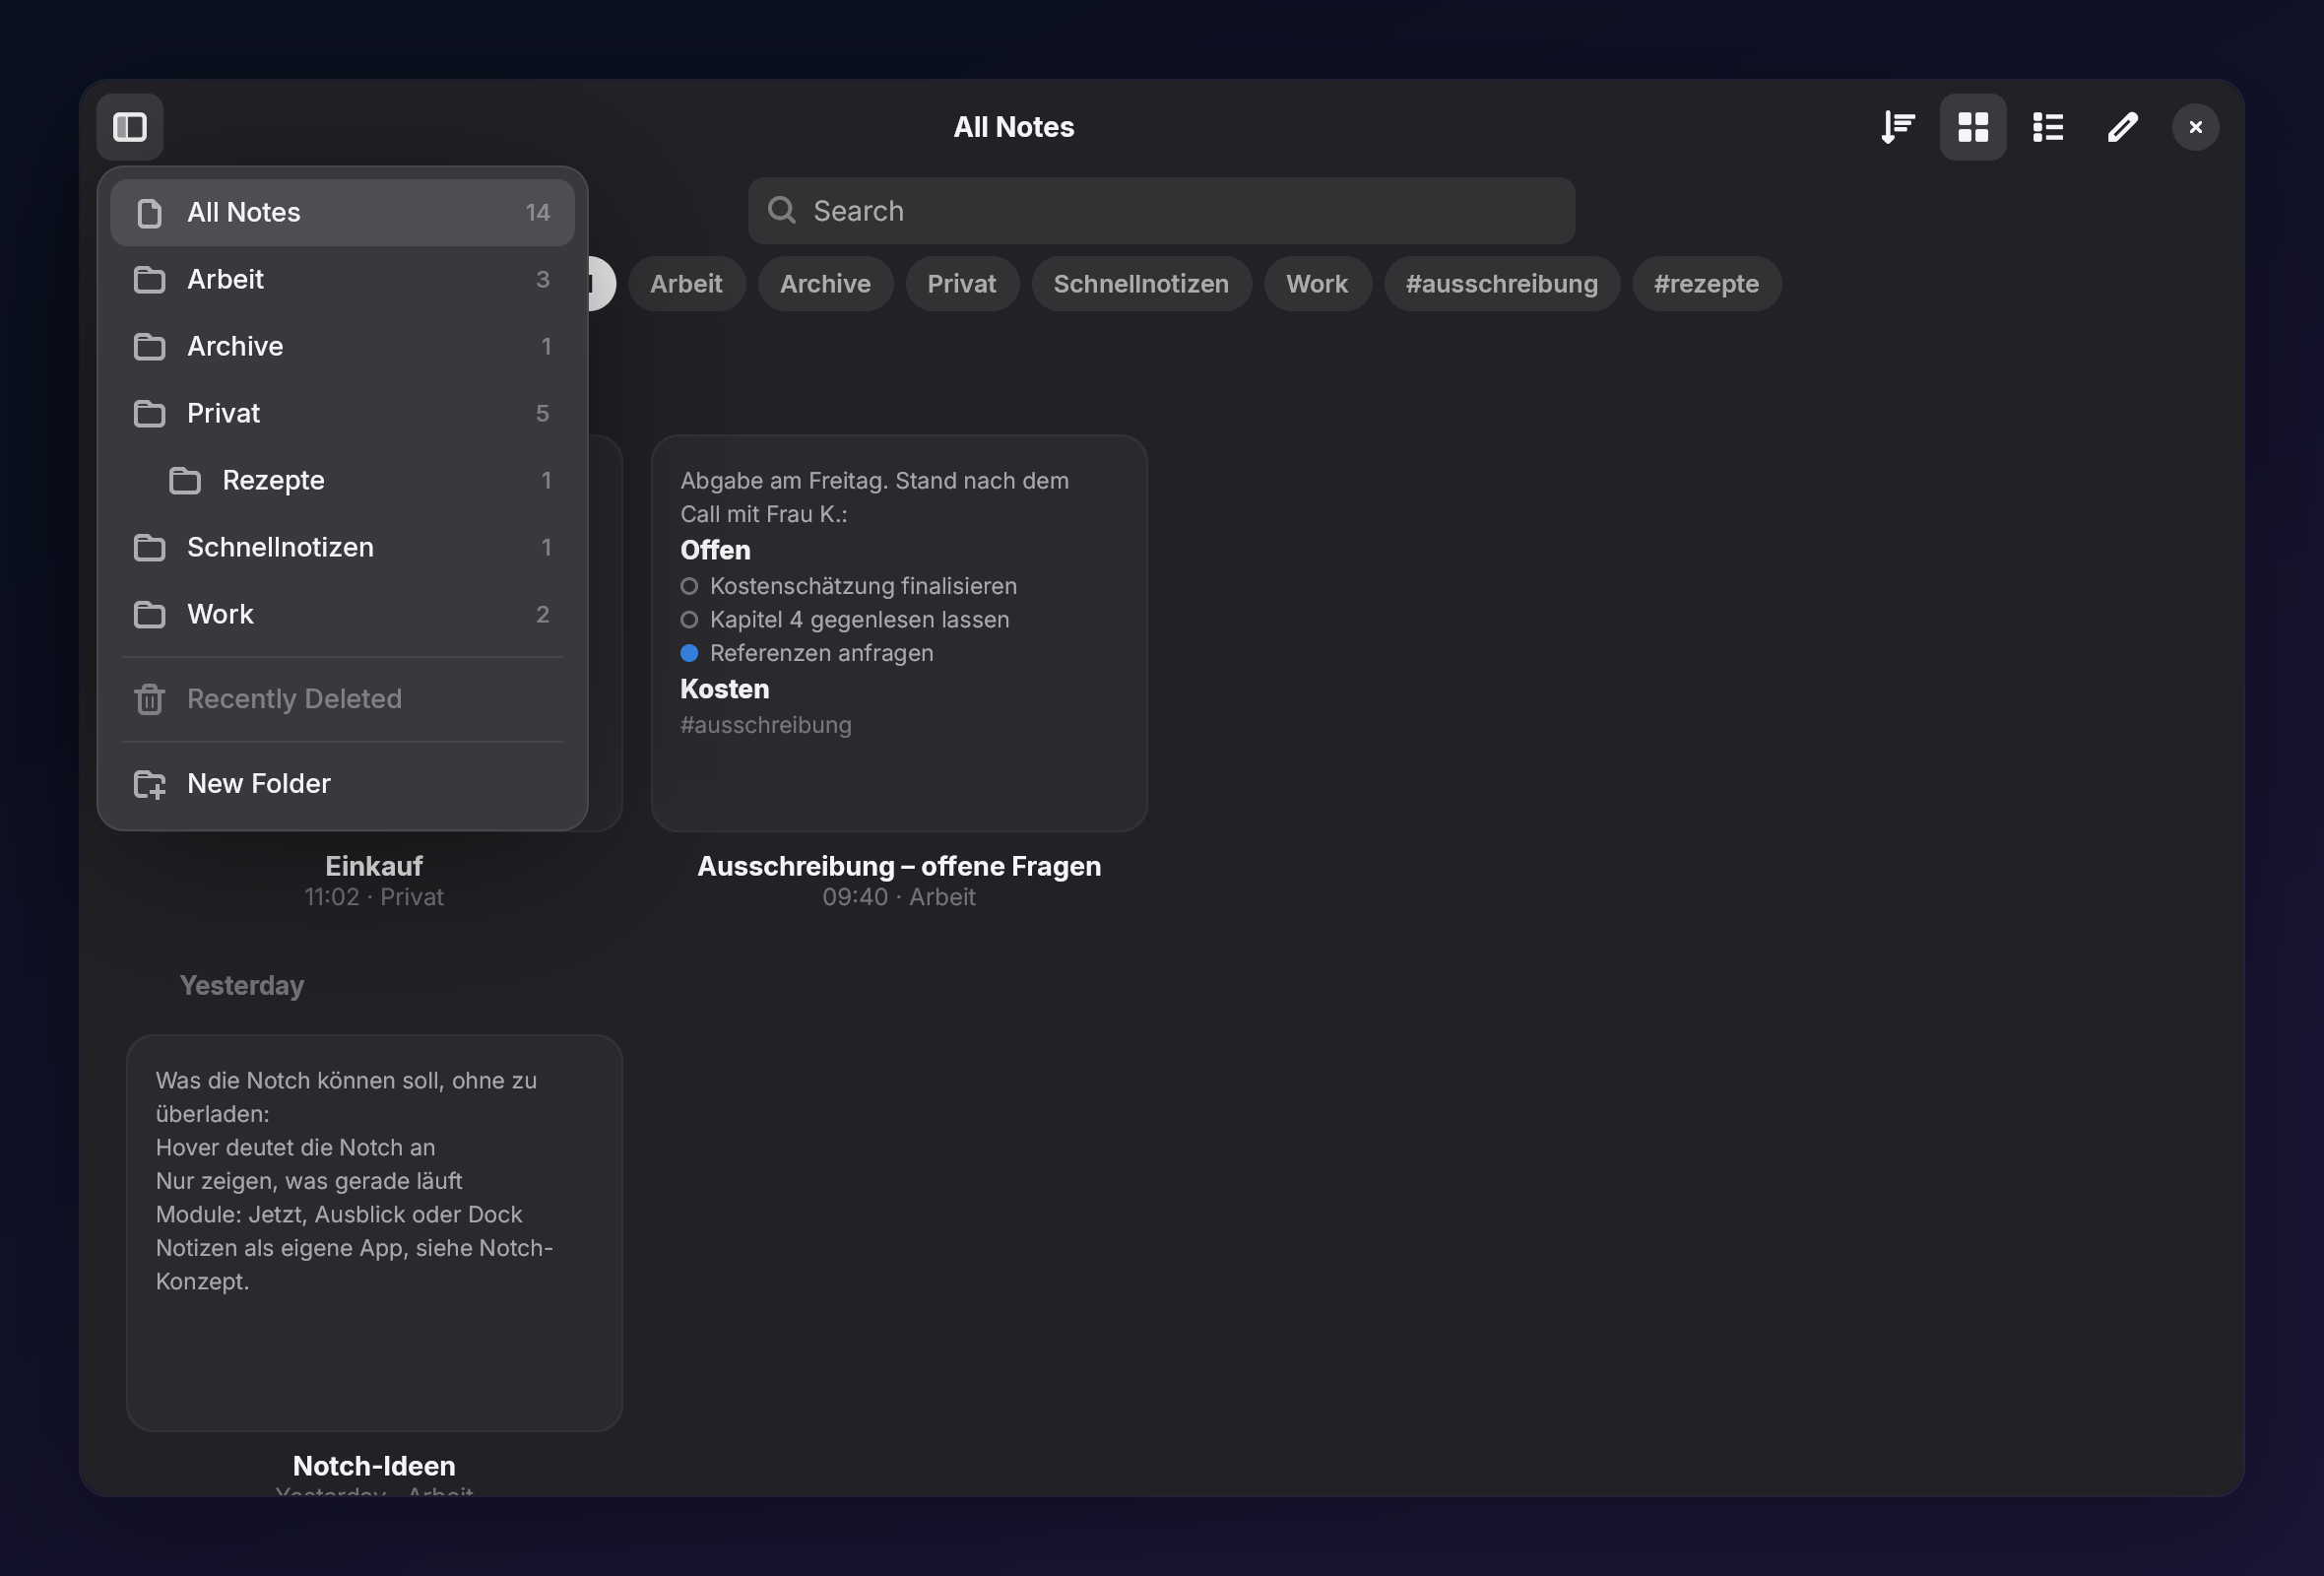 All Notes
Search
All Notes 14
Arbeit 3
Archive 1
Privat 5
Rezepte 1
Schnellnotizen 1
Work 2
Recently Deleted
New Folder
Arbeit
Archive
Privat
Schnellnotizen
Work
#ausschreibung
#rezepte
Abgabe am Freitag. Stand nach dem
Call mit Frau K.:
Offen
Kostenschätzung finalisieren
Kapitel 4 gegenlesen lassen
Referenzen anfragen
Kosten
#ausschreibung
Einkauf
11:02 · Privat
Ausschreibung – offene Fragen
09:40 · Arbeit
Yesterday
Was die Notch können soll, ohne zu
überladen:
Hover deutet die Notch an
Nur zeigen, was gerade läuft
Module: Jetzt, Ausblick oder Dock
Notizen als eigene App, siehe Notch-
Konzept.
Notch-Ideen
Yesterday · Arbeit